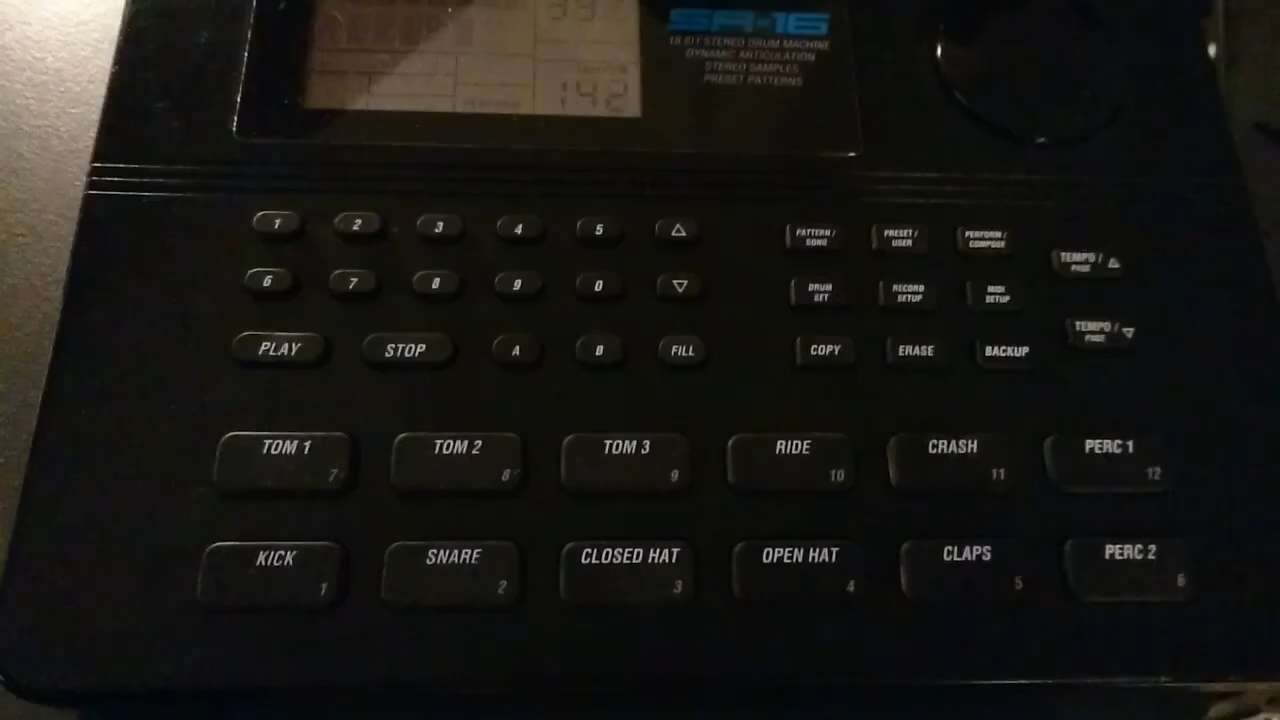 SR-16
16 BIT STEREO DRUM MACHINE
DYNAMIC ARTICULATION
STEREO SAMPLES
PRESET PATTERNS
142
1 2 3 4 5
PATTERN /
SONG
PRESET /
USER
PERFORM /
COMPOSE
TEMPO /
PAGE
6 7 8 9 0
DRUM
SET
RECORD
SETUP
MIDI
SETUP
TEMPO /
PAGE
PLAY STOP A B FILL COPY ERASE BACKUP
TOM 1 TOM 2 TOM 3 RIDE CRASH PERC 1
7 8 9 10 11 12
KICK SNARE CLOSED HAT OPEN HAT CLAPS PERC 2
1 2 3 4 5 6